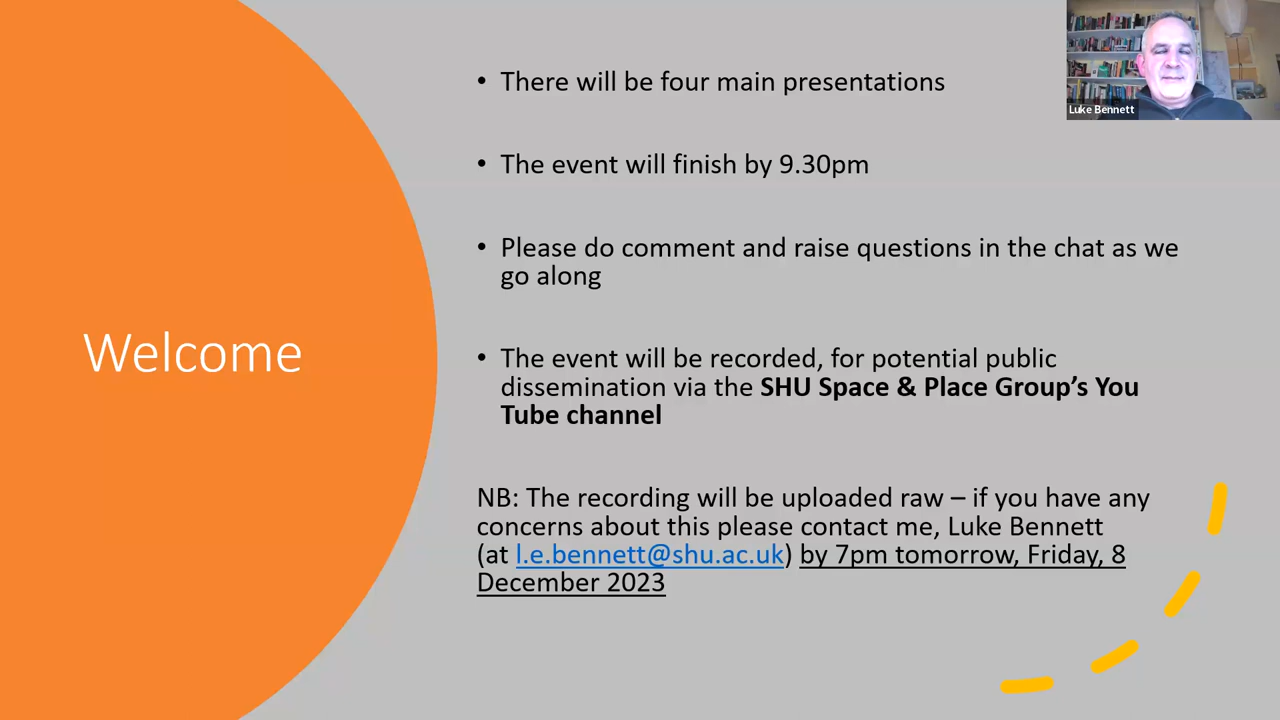 Welcome
• There will be four main presentations
• The event will finish by 9.30pm
• Please do comment and raise questions in the chat as we
go along
• The event will be recorded, for potential public
dissemination via the SHU Space & Place Group’s You
Tube channel
NB: The recording will be uploaded raw – if you have any
concerns about this please contact me, Luke Bennett
(at l.e.bennett@shu.ac.uk) by 7pm tomorrow, Friday, 8
December 2023
Luke Bennett